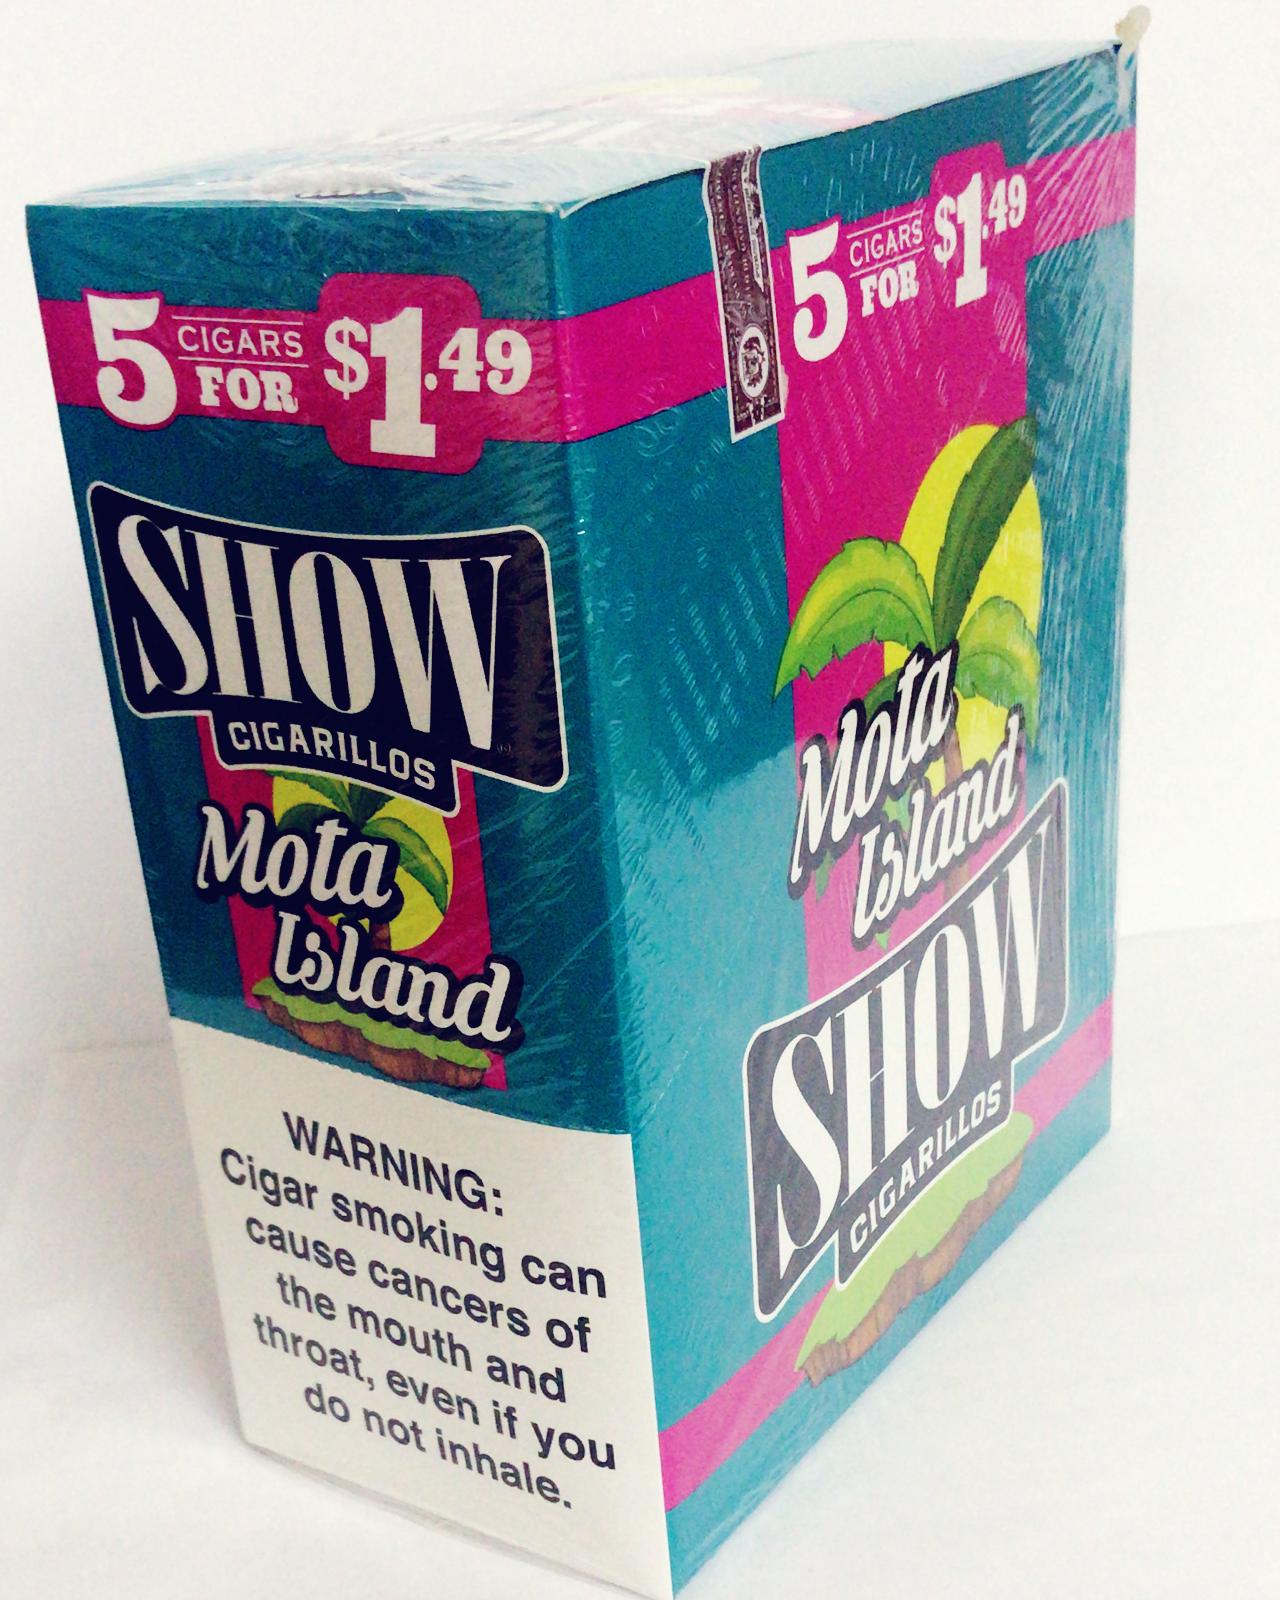 5 CIGARS FOR $1.49
SHOW
CIGARILLOS
Mota
Island
WARNING:
Cigar smoking can
cause cancers of
the mouth and
throat, even if you
do not inhale.
5 CIGARS FOR $1.49
Mota
Island
SHOW
CIGARILLOS